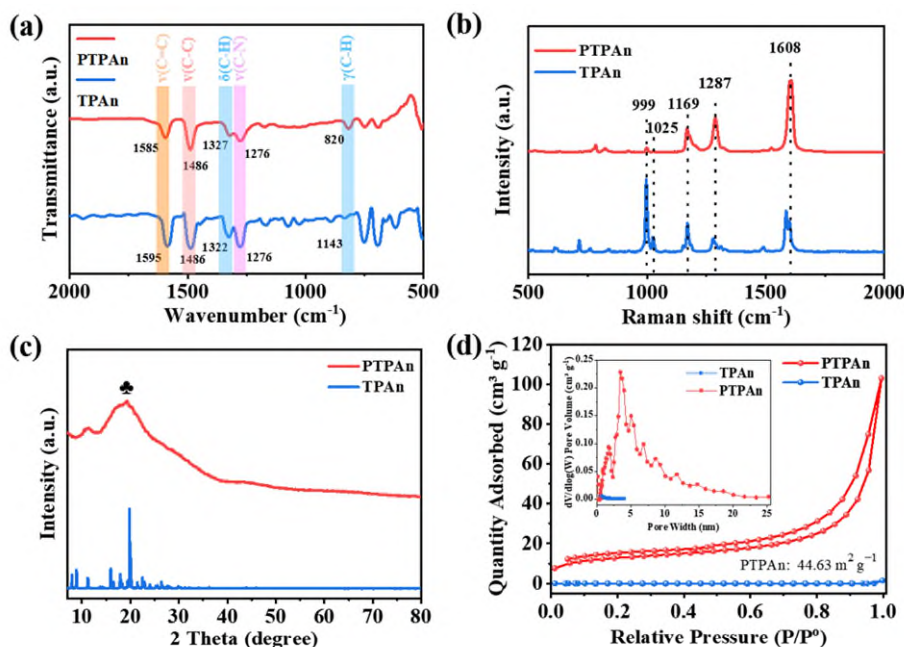 (a)
PTPAn
TPAn
ν(C=C)
ν(C-C)
δ(C-H)
ν(C-N)
γ(C-H)
1585
1486
1327
1276
820
1595
1486
1322
1276
1143
Transmittance (a.u.)
2000
1500
1000
500
Wavenumber (cm⁻¹)
(b)
PTPAn
TPAn
999
1025
1169
1287
1608
Intensity (a.u.)
500
1000
1500
2000
Raman shift (cm⁻¹)
(c)
♣
PTPAn
TPAn
Intensity (a.u.)
10 20 30 40 50 60 70 80
2 Theta (degree)
(d)
PTPAn
TPAn
120
100
80
60
40
20
0
Quantity Adsorbed (cm³ g⁻¹)
0.25
0.20
0.15
0.10
0.05
0.00
dV/dlog(W) Pore Volume (cm³ g⁻¹)
TPAn
PTPAn
0 5 10 15 20 25
Pore Width (nm)
PTPAn: 44.63 m² g⁻¹
0.0 0.2 0.4 0.6 0.8 1.0
Relative Pressure (P/P⁰)